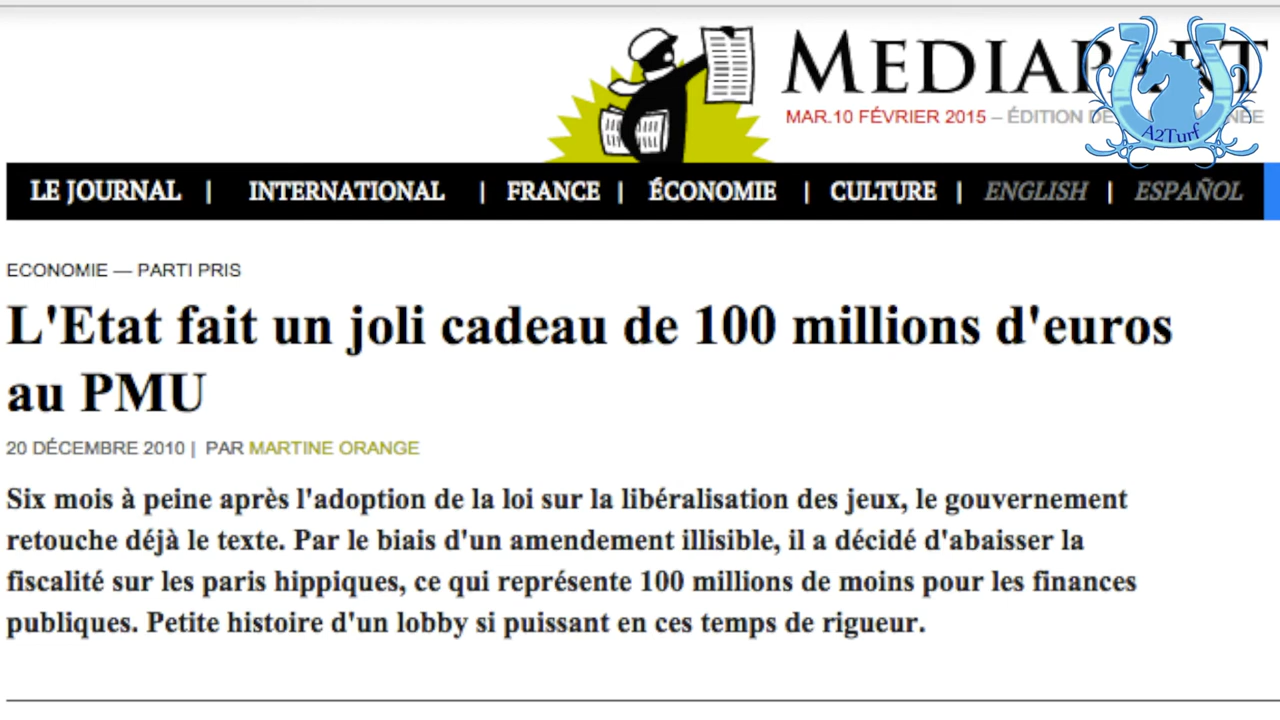 MEDIAPART
MAR.10 FÉVRIER 2015 – ÉDITION
A2Turf
LE JOURNAL | INTERNATIONAL | FRANCE | ÉCONOMIE | CULTURE | ENGLISH | ESPAÑOL
ECONOMIE — PARTI PRIS
L'Etat fait un joli cadeau de 100 millions d'euros
au PMU
20 DÉCEMBRE 2010 | PAR MARTINE ORANGE
Six mois à peine après l'adoption de la loi sur la libéralisation des jeux, le gouvernement
retouche déjà le texte. Par le biais d'un amendement illisible, il a décidé d'abaisser la
fiscalité sur les paris hippiques, ce qui représente 100 millions de moins pour les finances
publiques. Petite histoire d'un lobby si puissant en ces temps de rigueur.